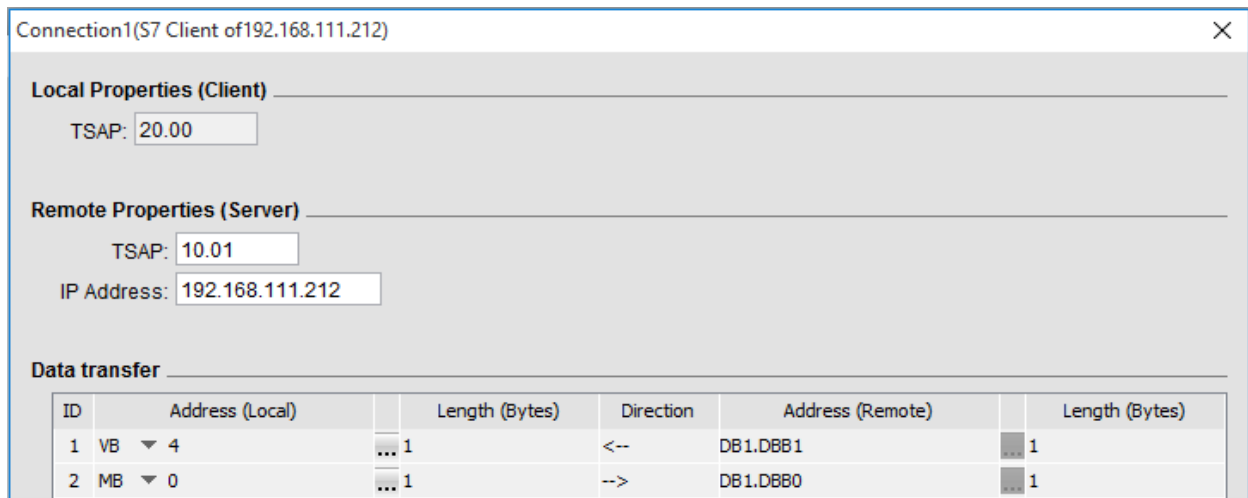 Connection1(S7 Client of192.168.111.212)
Local Properties (Client)
TSAP: 20.00
Remote Properties (Server)
TSAP: 10.01
IP Address: 192.168.111.212
Data transfer
ID Address (Local) Length (Bytes) Direction Address (Remote) Length (Bytes)
1 VB 4 ... 1 <-- DB1.DBB1 ... 1
2 MB 0 ... 1 --> DB1.DBB0 ... 1